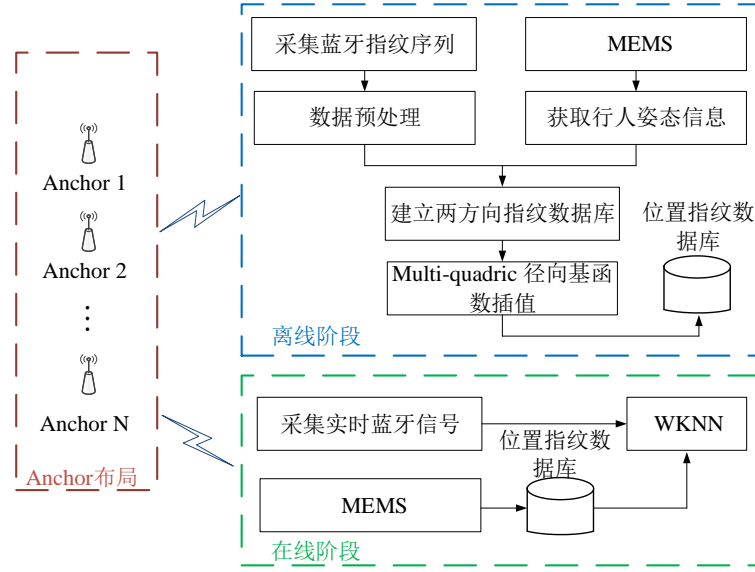 Anchor 1
Anchor 2
⋮
Anchor N
Anchor布局
采集蓝牙指纹序列
MEMS
数据预处理
获取行人姿态信息
建立两方向指纹数据库
Multi-quadric 径向基函
数插值
位置指纹数
据库
离线阶段
采集实时蓝牙信号
WKNN
位置指纹数
据库
MEMS
在线阶段